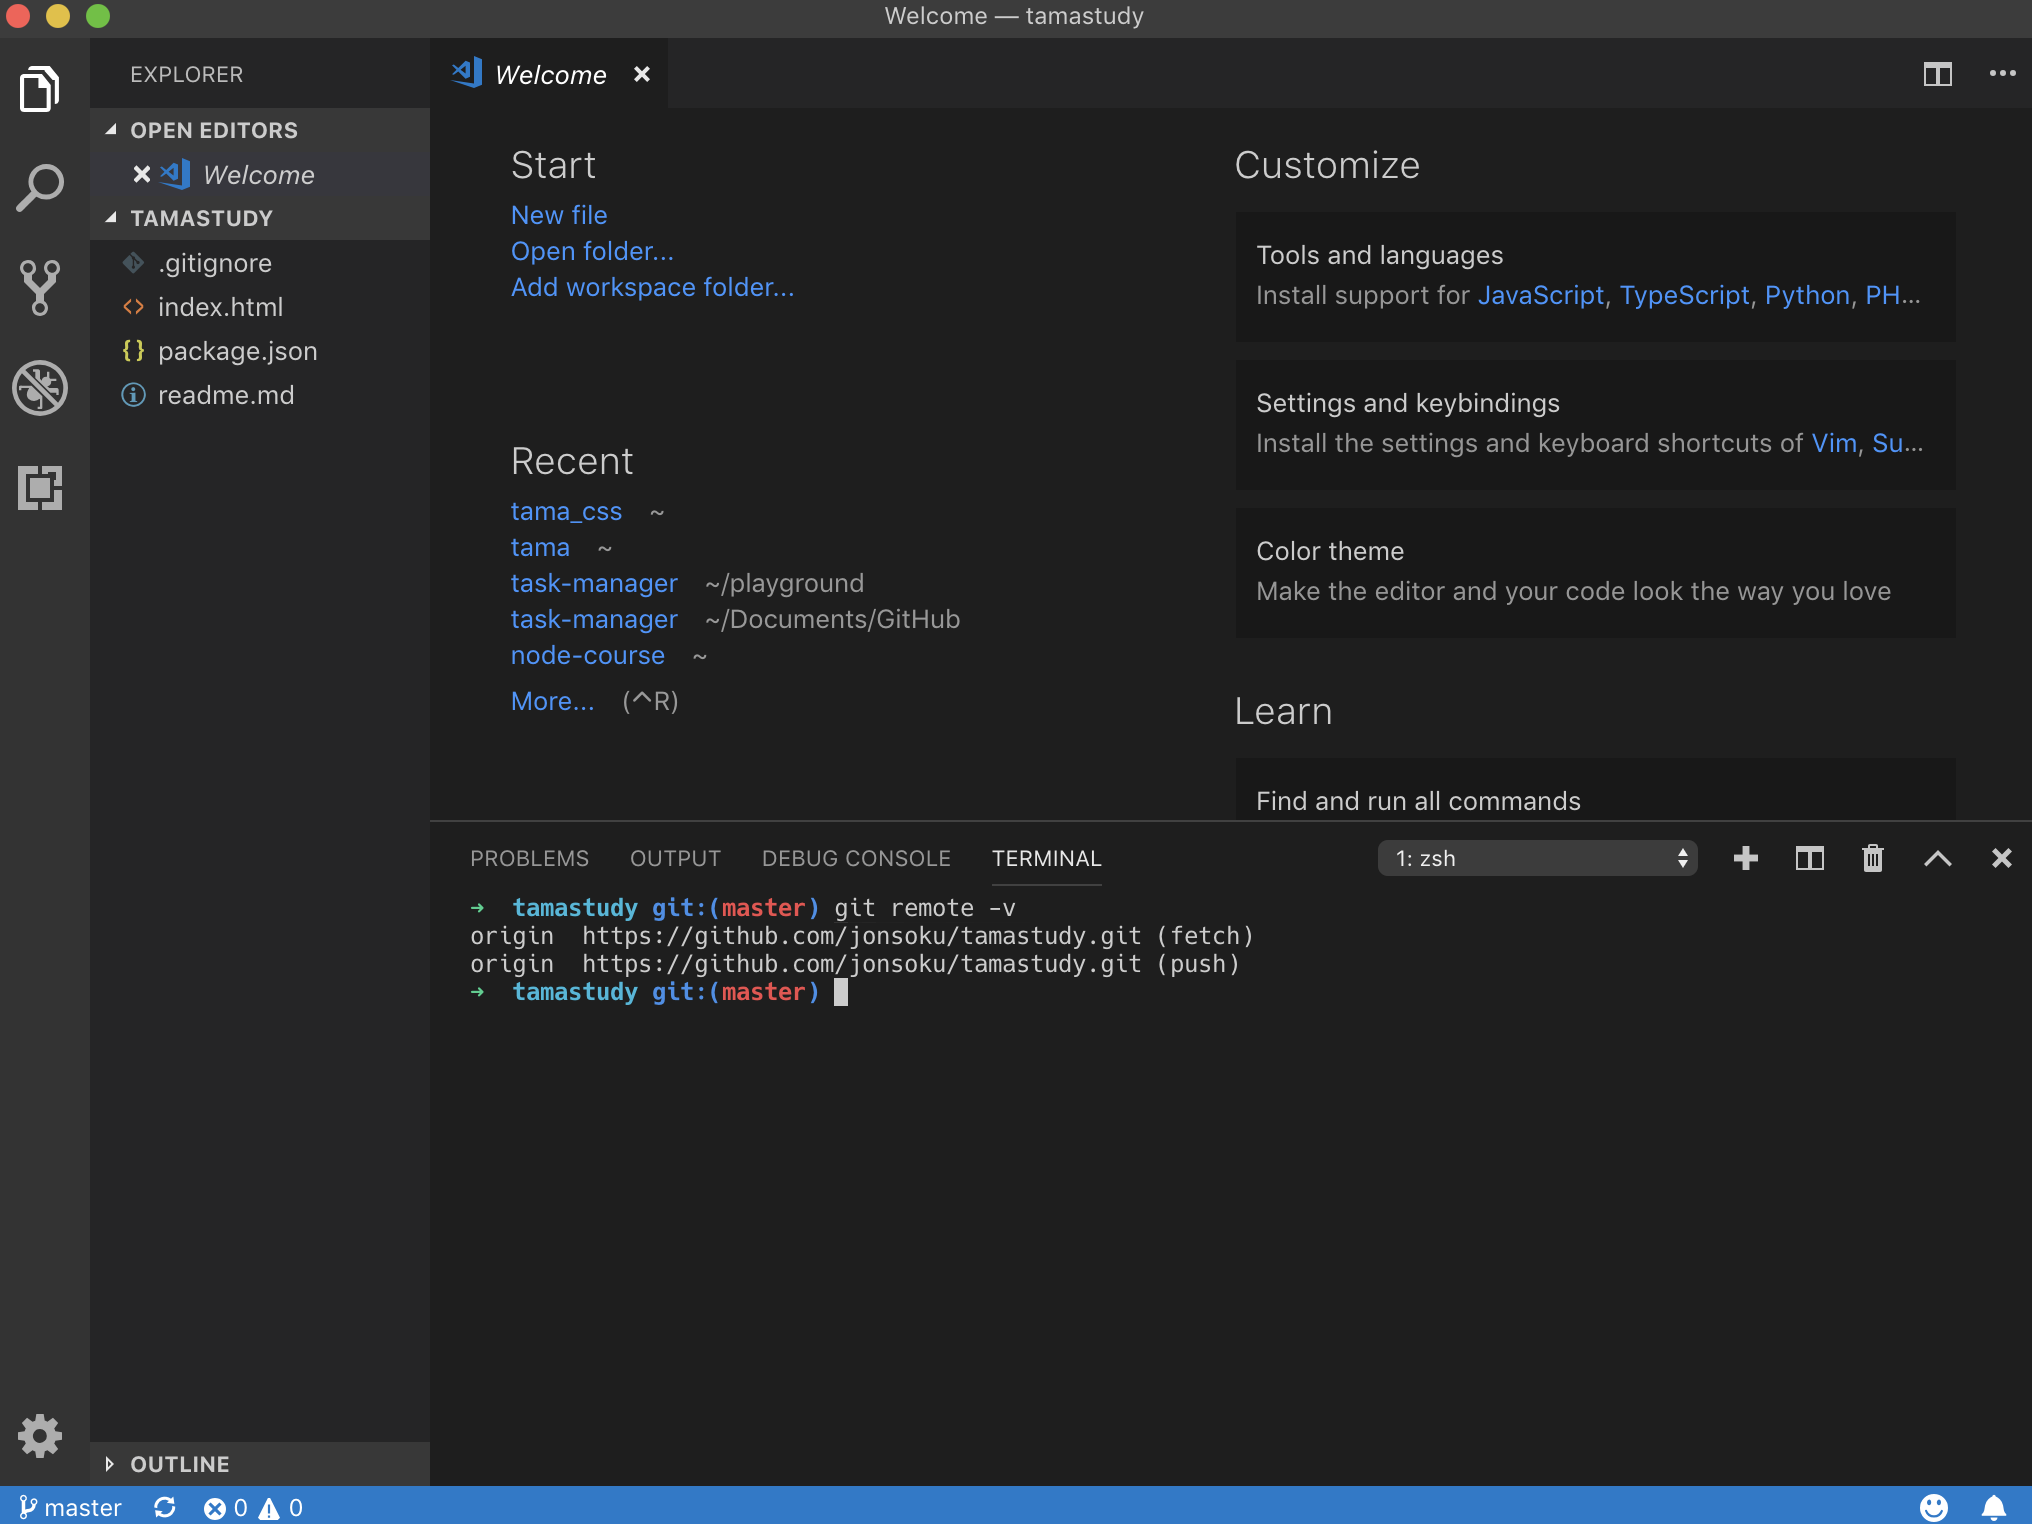 Welcome — tamastudy
EXPLORER
OPEN EDITORS
Welcome
TAMASTUDY
.gitignore
index.html
package.json
readme.md
OUTLINE
Welcome
Start
New file
Open folder...
Add workspace folder...
Recent
tama_css ~
tama ~
task-manager ~/playground
task-manager ~/Documents/GitHub
node-course ~
More... (^R)
Customize
Tools and languages
Install support for JavaScript, TypeScript, Python, PH...
Settings and keybindings
Install the settings and keyboard shortcuts of Vim, Su...
Color theme
Make the editor and your code look the way you love
Learn
Find and run all commands
PROBLEMS OUTPUT DEBUG CONSOLE TERMINAL 1: zsh
➜ tamastudy git:(master) git remote -v
origin https://github.com/jonsoku/tamastudy.git (fetch)
origin https://github.com/jonsoku/tamastudy.git (push)
➜ tamastudy git:(master)
master 0 0